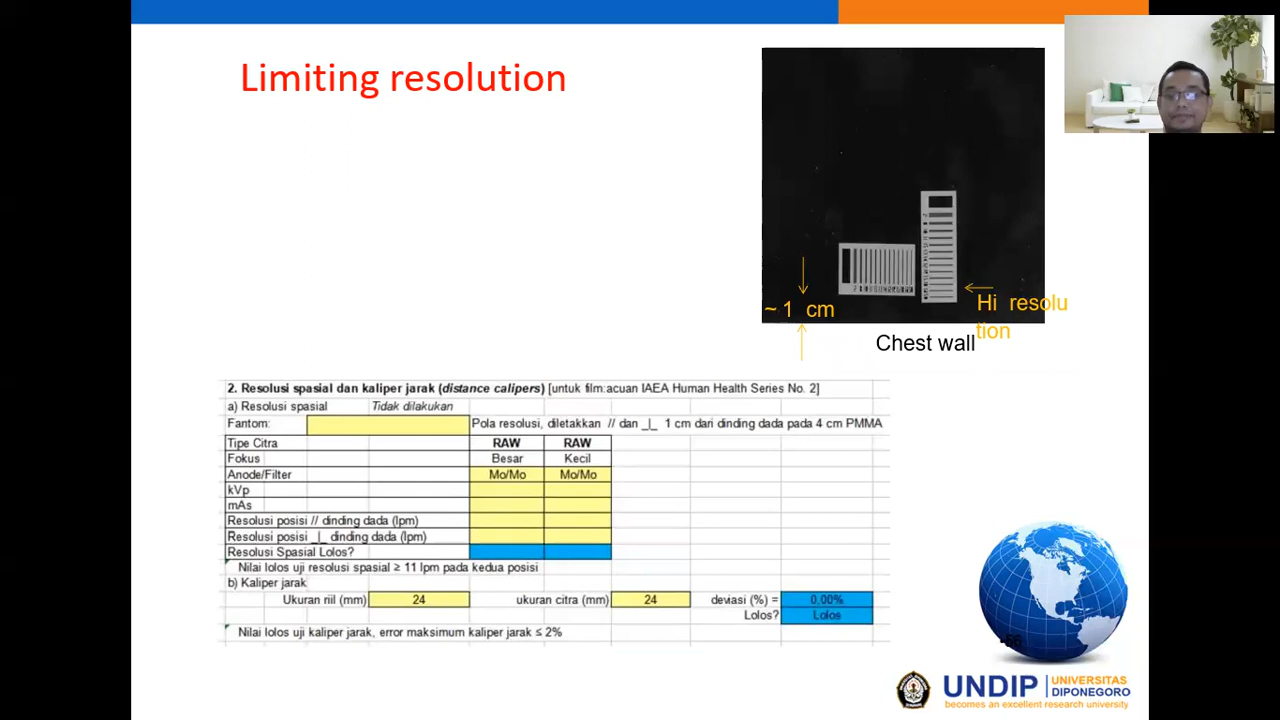 Limiting resolution
~ 1 cm
Hi resolu
tion
Chest wall
2. Resolusi spasial dan kaliper jarak (distance calipers) [untuk film:acuan IAEA Human Health Series No. 2]
a) Resolusi spasial Tidak dilakukan
Fantom: Pola resolusi, diletakkan // dan _|_ 1 cm dari dinding dada pada 4 cm PMMA
Tipe Citra RAW RAW
Fokus Besar Kecil
Anode/Filter Mo/Mo Mo/Mo
kVp
mAs
Resolusi posisi // dinding dada (lpm)
Resolusi posisi _|_ dinding dada (lpm)
Resolusi Spasial Lolos?
Nilai lolos uji resolusi spasial ≥ 11 lpm pada kedua posisi
b) Kaliper jarak
Ukuran riil (mm) 24 ukuran citra (mm) 24 deviasi (%) = 0,00%
Lolos? Lolos
Nilai lolos uji kaliper jarak, error maksimum kaliper jarak ≤ 2%
UNDIP UNIVERSITAS
DIPONEGORO
becomes an excellent research university